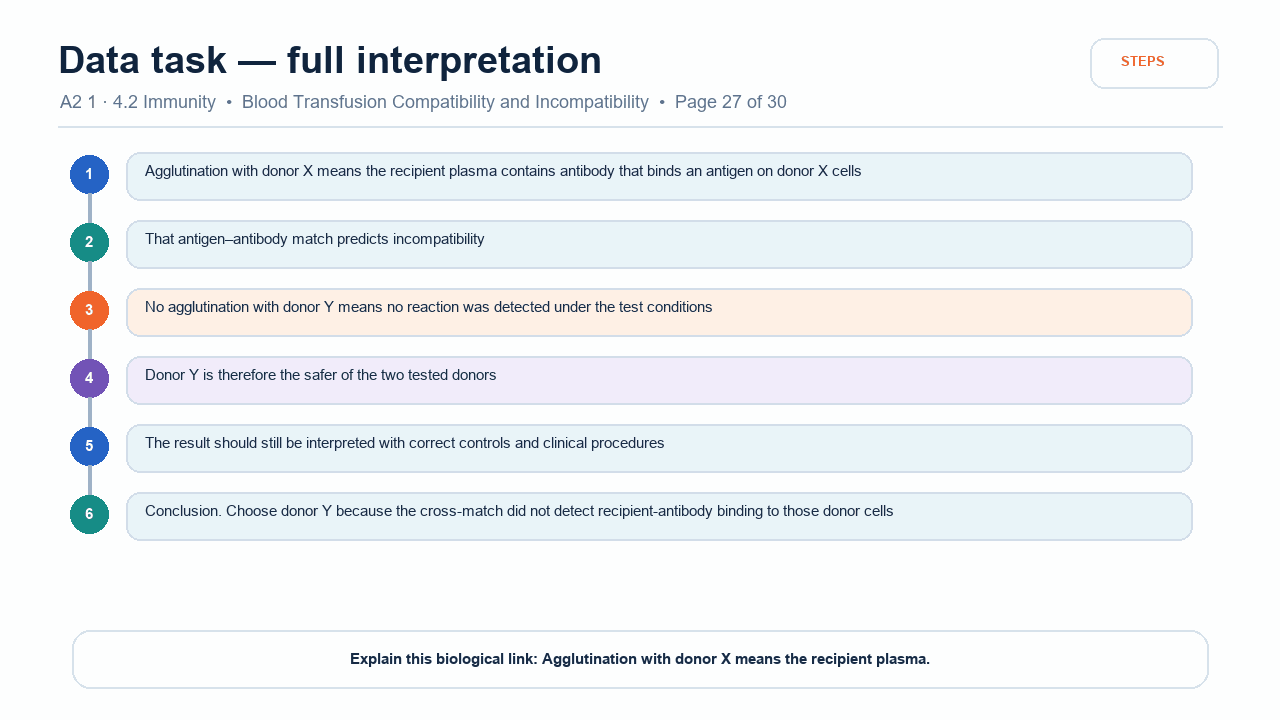 Data task — full interpretation
STEPS
A2 1 · 4.2 Immunity • Blood Transfusion Compatibility and Incompatibility • Page 27 of 30
1
Agglutination with donor X means the recipient plasma contains antibody that binds an antigen on donor X cells
2
That antigen–antibody match predicts incompatibility
3
No agglutination with donor Y means no reaction was detected under the test conditions
4
Donor Y is therefore the safer of the two tested donors
5
The result should still be interpreted with correct controls and clinical procedures
6
Conclusion. Choose donor Y because the cross-match did not detect recipient-antibody binding to those donor cells
Explain this biological link: Agglutination with donor X means the recipient plasma.